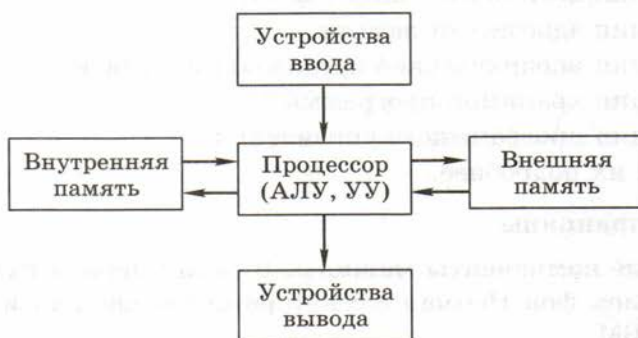 Устройства
ввода
Внутренняя
память
Процессор
(АЛУ, УУ)
Внешняя
память
Устройства
вывода